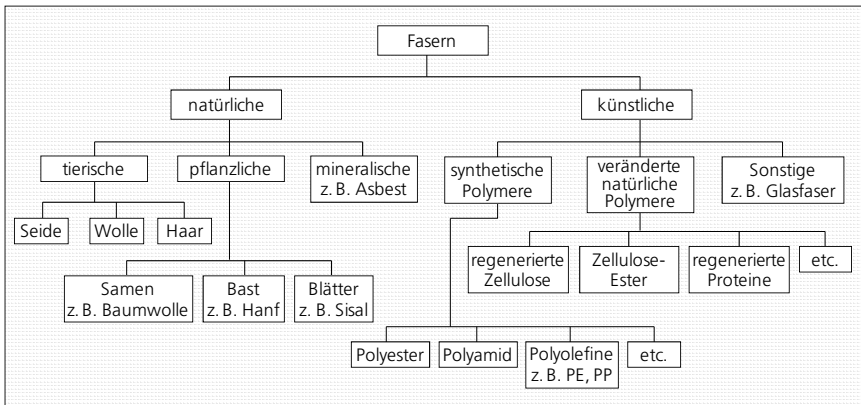 Fasern
natürliche
künstliche
tierische
pflanzliche
mineralische
z. B. Asbest
synthetische
Polymere
veränderte
natürliche
Polymere
Sonstige
z. B. Glasfaser
Seide
Wolle
Haar
regenerierte
Zellulose
Zellulose-
Ester
regenerierte
Proteine
etc.
Samen
z. B. Baumwolle
Bast
z. B. Hanf
Blätter
z. B. Sisal
Polyester
Polyamid
Polyolefine
z. B. PE, PP
etc.